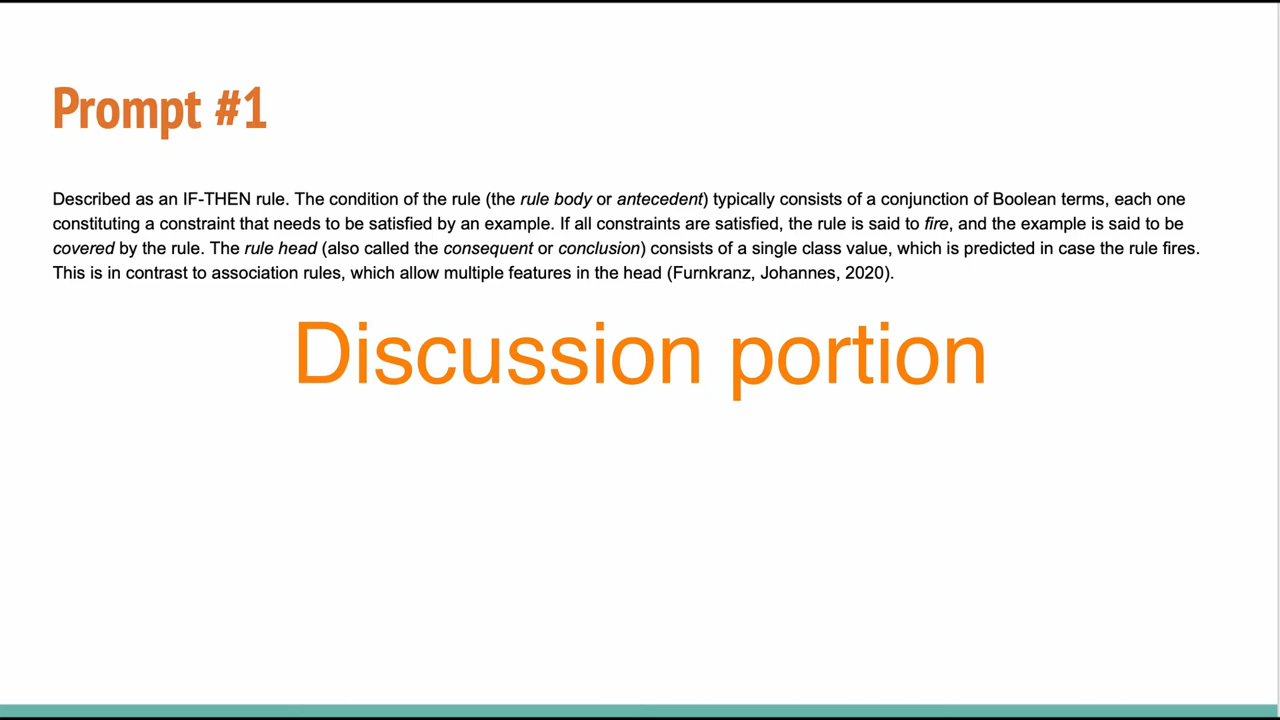 Prompt #1
Described as an IF-THEN rule. The condition of the rule (the rule body or antecedent) typically consists of a conjunction of Boolean terms, each one
constituting a constraint that needs to be satisfied by an example. If all constraints are satisfied, the rule is said to fire, and the example is said to be
covered by the rule. The rule head (also called the consequent or conclusion) consists of a single class value, which is predicted in case the rule fires.
This is in contrast to association rules, which allow multiple features in the head (Furnkranz, Johannes, 2020).
Discussion portion